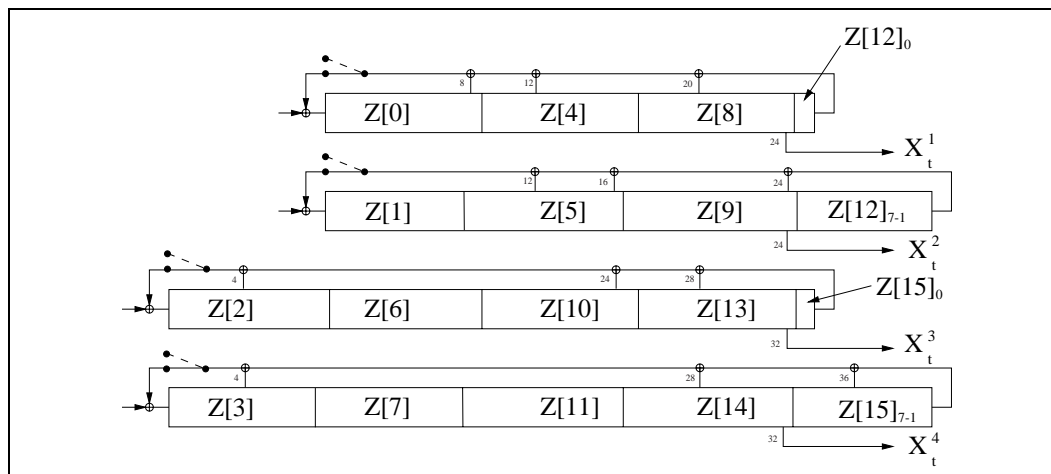 Z[12]₀
8 12 20
Z[0] Z[4] Z[8]
24 X¹ₜ
12 16 24
Z[1] Z[5] Z[9] Z[12]₇₋₁
24 X²ₜ
4 24 28
Z[2] Z[6] Z[10] Z[13] Z[15]₀
32 X³ₜ
4 28 36
Z[3] Z[7] Z[11] Z[14] Z[15]₇₋₁
32 X⁴ₜ